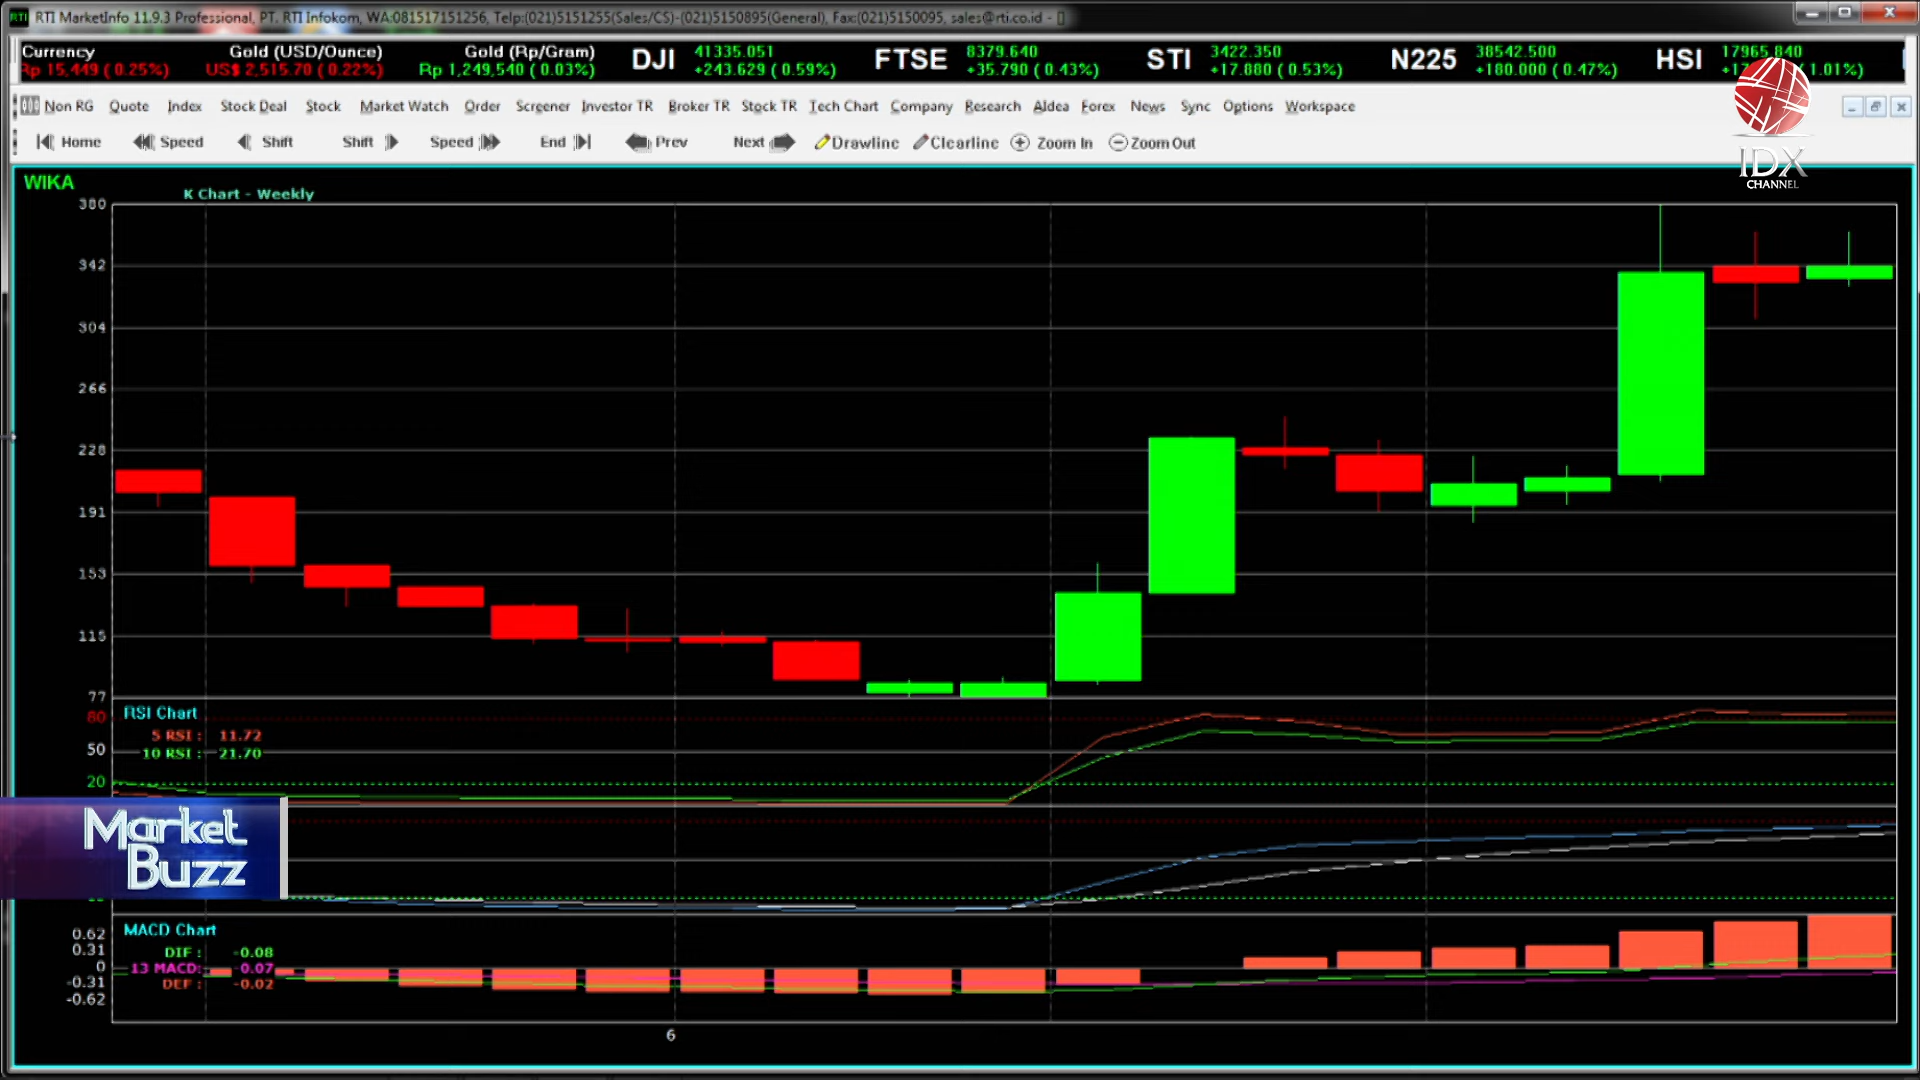 RTI RTI MarketInfo 11.9.3 Professional, PT. RTI Infokom, WA:081517151256, Telp:(021)5151255(Sales/CS)-(021)5150895(General), Fax:(021)5150095, sales@rti.co.id - []
Currency Gold (USD/Ounce) Gold (Rp/Gram)
Rp 15,449 ( 0.25%) US$ 2,515.70 ( 0.22%) Rp 1,249,540 ( 0.03%)
DJI 41335.051
+243.629 ( 0.59%)
FTSE 8379.640
+35.790 ( 0.43%)
STI 3422.350
+17.880 ( 0.53%)
N225 38542.500
+180.000 ( 0.47%)
HSI 17965.840
1.01%)
Non RG Quote Index Stock Deal Stock Market Watch Order Screener Investor TR Broker TR Stock TR Tech Chart Company Research AIdea Forex News Sync Options Workspace
Home Speed Shift Shift Speed End Prev Next Drawline Clearline Zoom In Zoom Out
IDX
CHANNEL
WIKA
K Chart - Weekly
380
342
304
266
228
191
153
115
77
RSI Chart
80
5 RSI : 11.72
50
10 RSI : 21.70
20
Market
Buzz
MACD Chart
0.62
0.31
0
-0.31
-0.62
DIF : -0.08
13 MACD: -0.07
DEF : -0.02
6